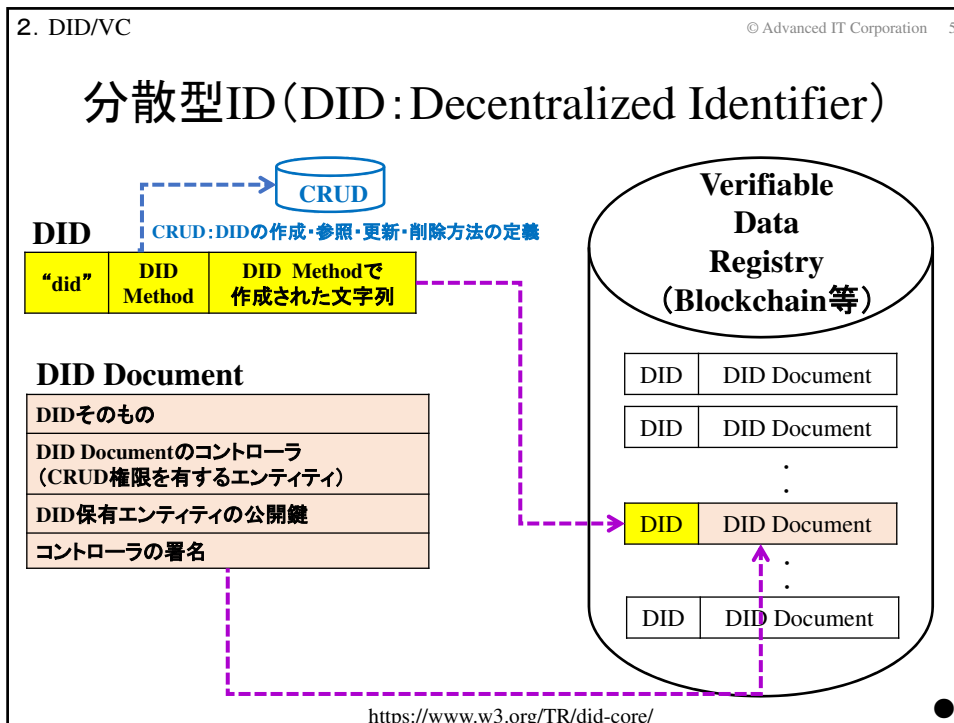 2. DID/VC
© Advanced IT Corporation 5
分散型ID(DID:Decentralized Identifier)
CRUD
CRUD:DIDの作成・参照・更新・削除方法の定義
DID
“did”
DID
Method
DID Methodで
作成された文字列
DID Document
DIDそのもの
DID Documentのコントローラ
(CRUD権限を有するエンティティ)
DID保有エンティティの公開鍵
コントローラの署名
Verifiable
Data
Registry
(Blockchain等)
DID DID Document
DID DID Document
.
.
DID DID Document
.
.
DID DID Document
https://www.w3.org/TR/did-core/